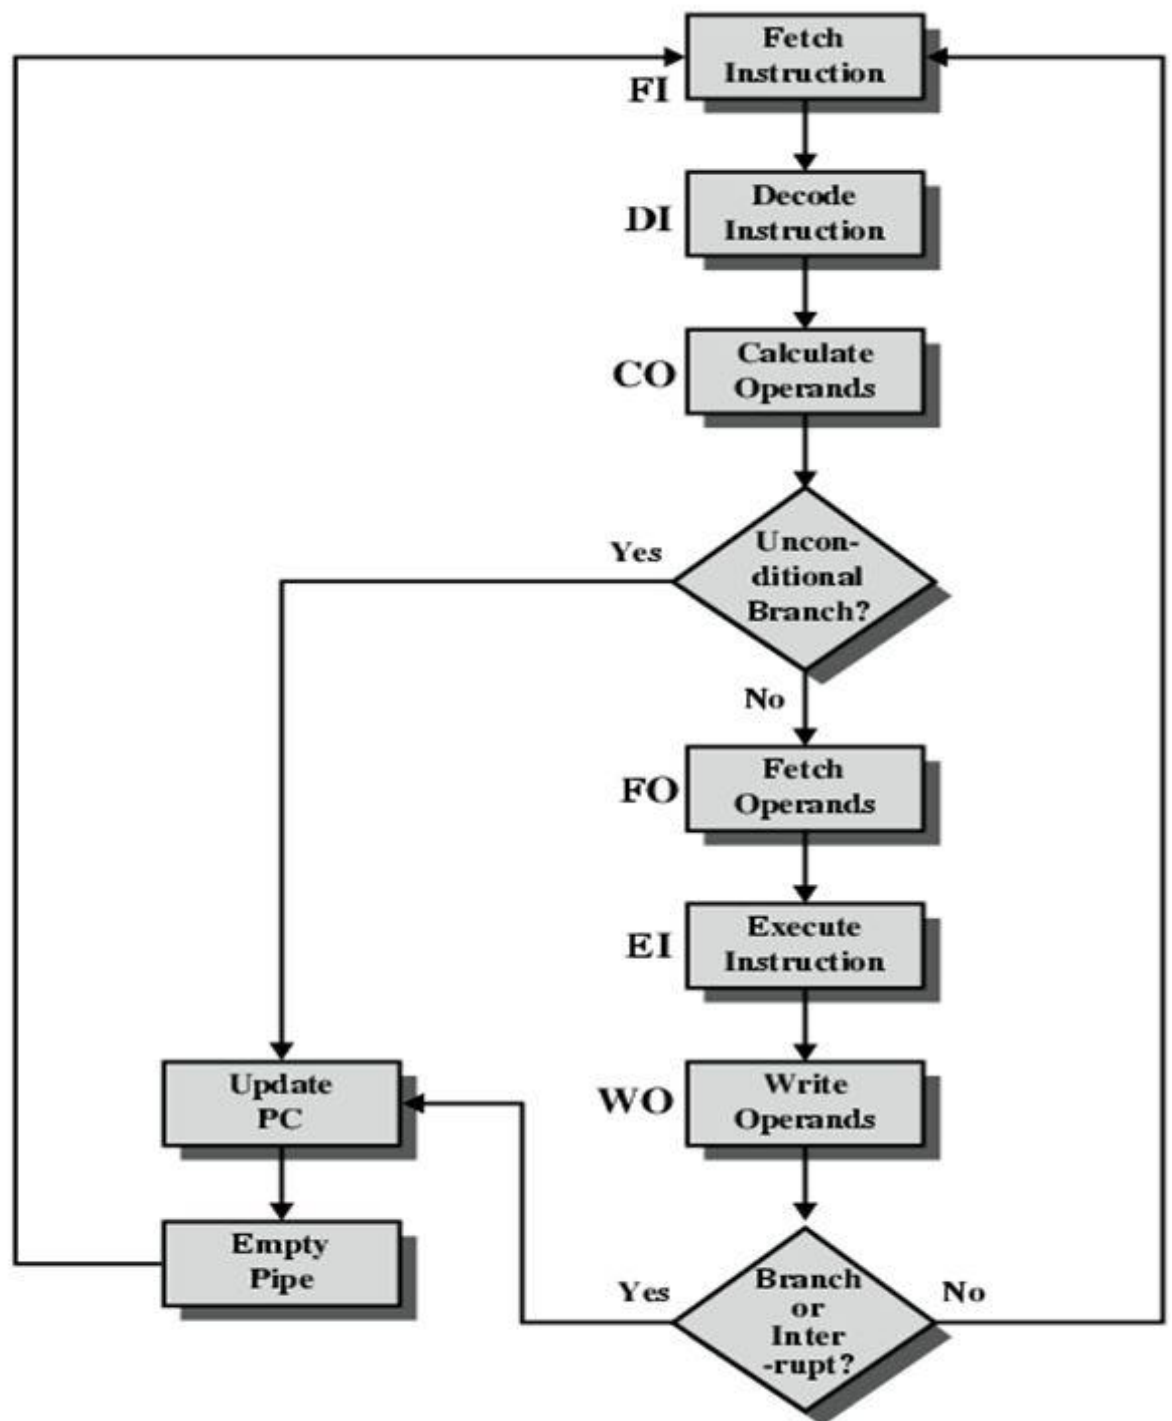 Fetch
Instruction
FI
Decode
Instruction
DI
Calculate
Operands
CO
Uncon-
ditional
Branch?
Yes
No
Fetch
Operands
FO
Execute
Instruction
EI
Update
PC
Write
Operands
WO
Empty
Pipe
Branch
or
Inter
-rupt?
Yes
No